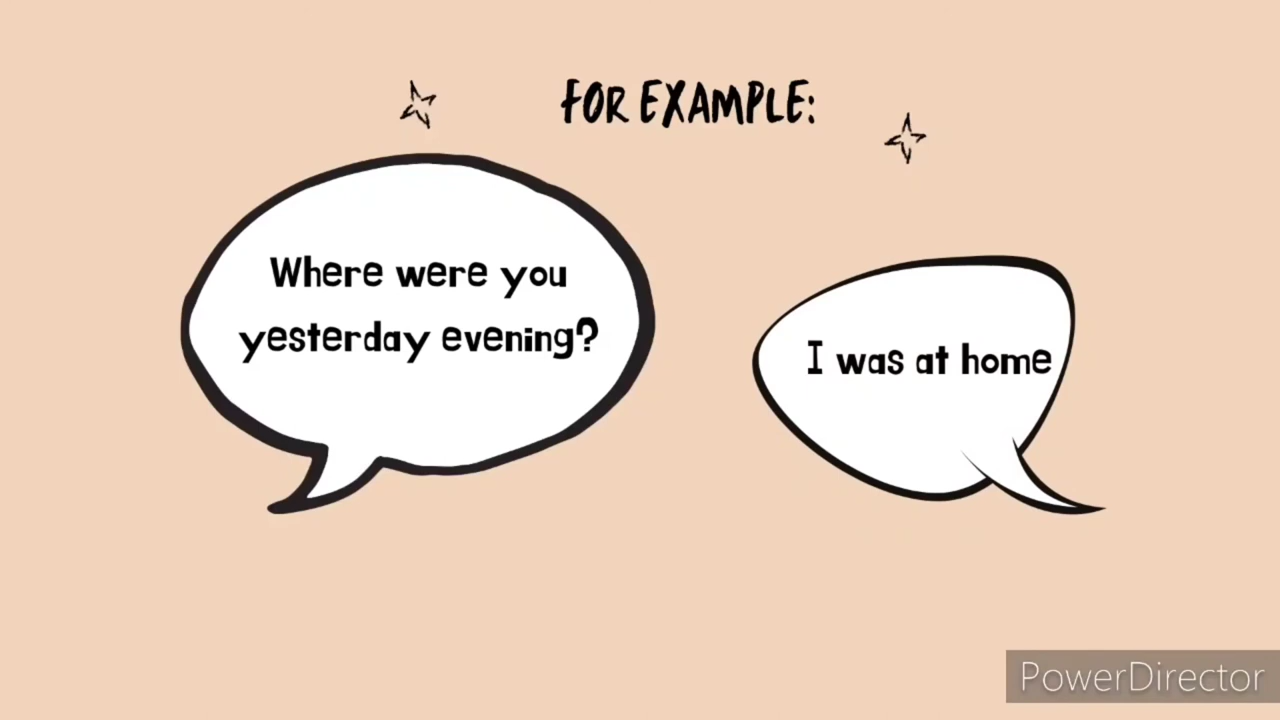 FOR EXAMPLE:
Where were you
yesterday evening?
I was at home
PowerDirector